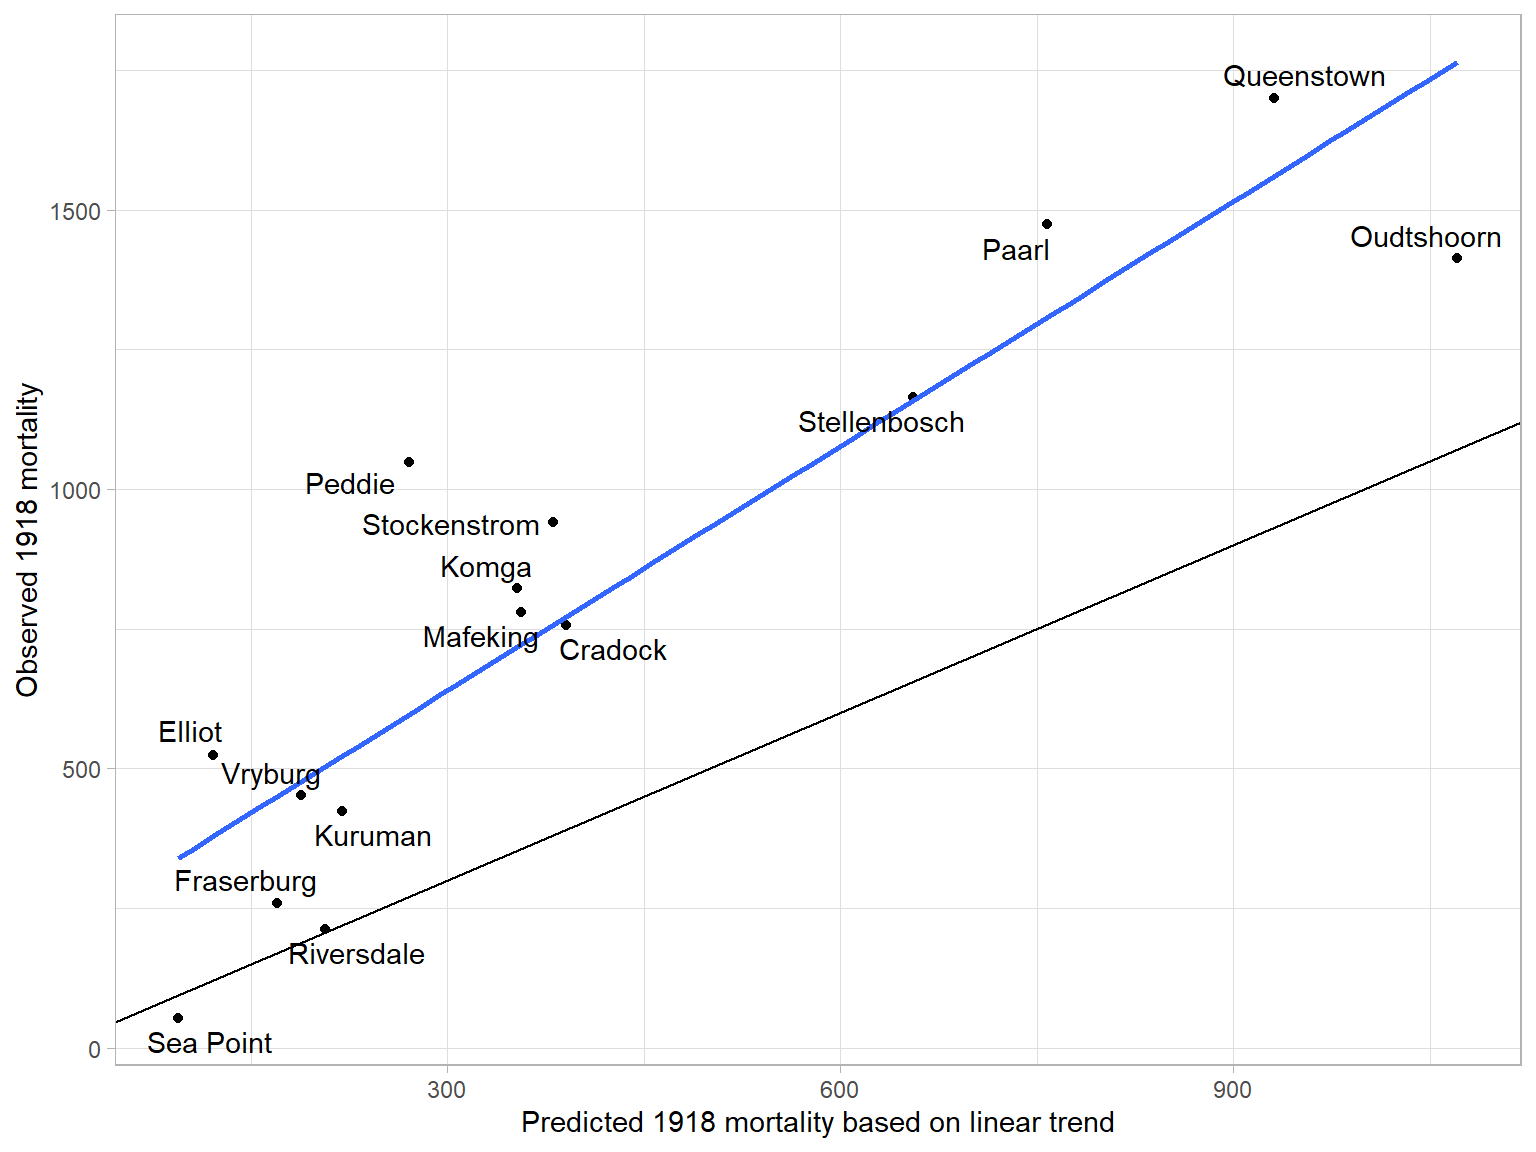 Queenstown
1500
Oudtshoorn
Paarl
Stellenbosch
Peddie
1000
Stockenstrom
Komga
Mafeking
Cradock
Observed 1918 mortality
Elliot
500
Vryburg
Kuruman
Fraserburg
Riversdale
Sea Point
0
300 600 900
Predicted 1918 mortality based on linear trend